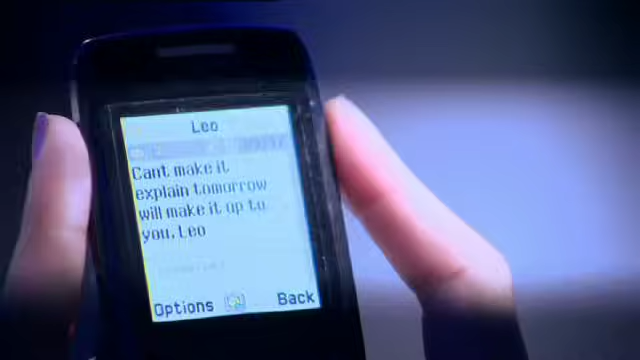 Leo
Cant make it
explain tomorrow
will make it up to
you. Leo
Options
Back